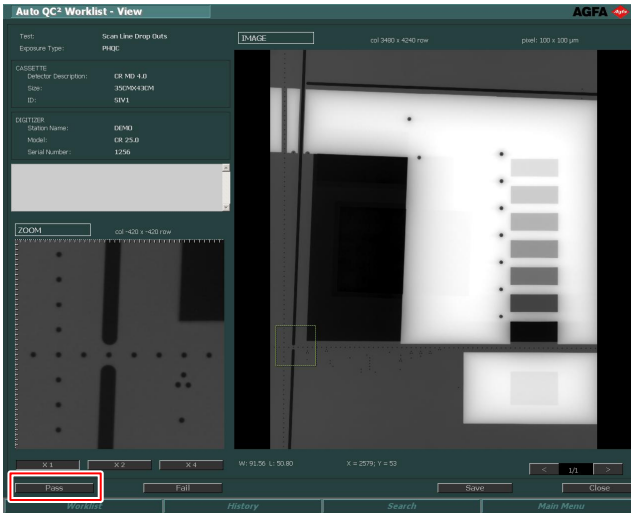 Auto QC² Worklist - View
AGFA
Test: Scan Line Drop Outs
Exposure Type: PHQC
CASSETTE
Detector Description: CR MD 4.0
Size: 35CMX43CM
ID: SIV1
DIGITIZER
Station Name: DEMO
Model: CR 25.0
Serial Number: 1256
ZOOM
col -420 x -420 row
IMAGE
col 3480 x 4240 row
pixel: 100 x 100 µm
X 1
X 2
X 4
W: 91.56 L: 50.80
X = 2579; Y = 53
<
1/1
>
Pass
Fail
Save
Close
Worklist
History
Search
Main Menu